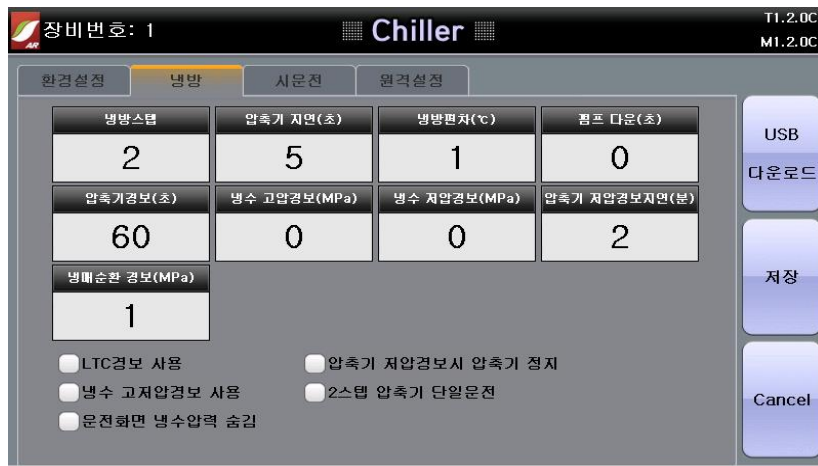 장비번호: 1
Chiller
T1.2.0C
M1.2.0C
AR
환경설정 냉방 시운전 원격설정
냉방스텝 압축기 지연(초) 냉방편차(℃) 펌프 다운(초)
2 5 1 0
압축기경보(초) 냉수 고압경보(MPa) 냉수 저압경보(MPa) 압축기 저압경보지연(분)
60 0 0 2
냉매순환 경보(MPa)
1
LTC경보 사용 압축기 저압경보시 압축기 정지
냉수 고저압경보 사용 2스텝 압축기 단일운전
운전화면 냉수압력 숨김
USB
다운로드
저장
Cancel